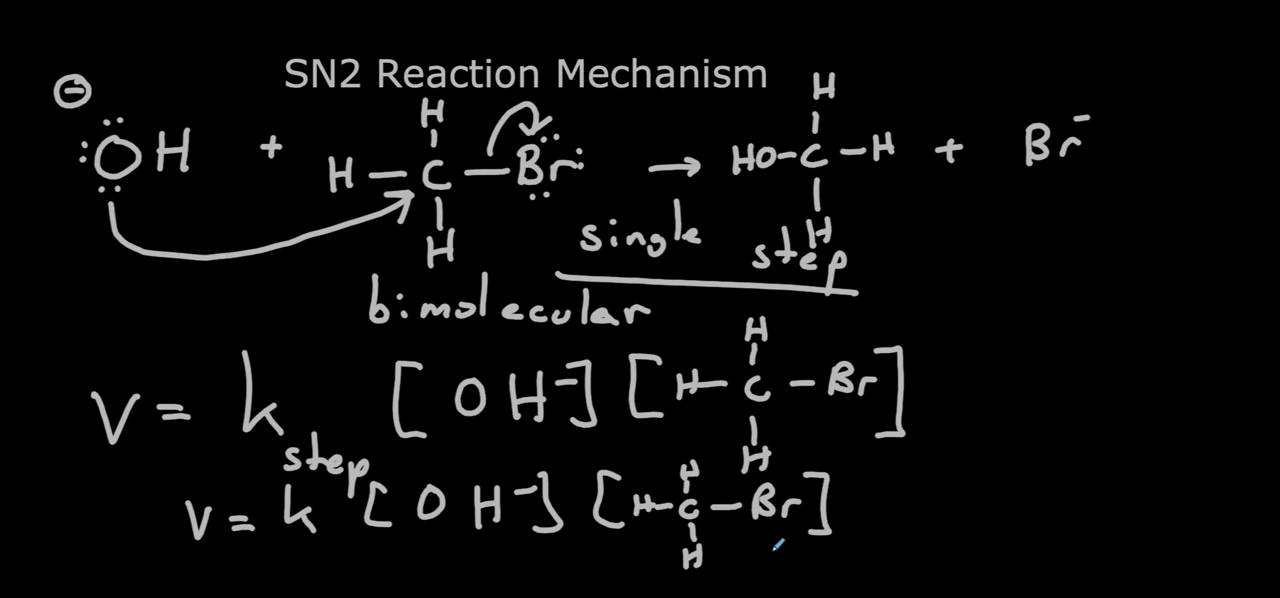 SN2 Reaction Mechanism
⊖
H H
:ÖH + H – C – Br: → HO – C – H + Br⁻
H H
single step
bimolecular
H
V = k step [OH⁻] [H – C – Br]
H
H
V = k [OH⁻] [H – C – Br]
H